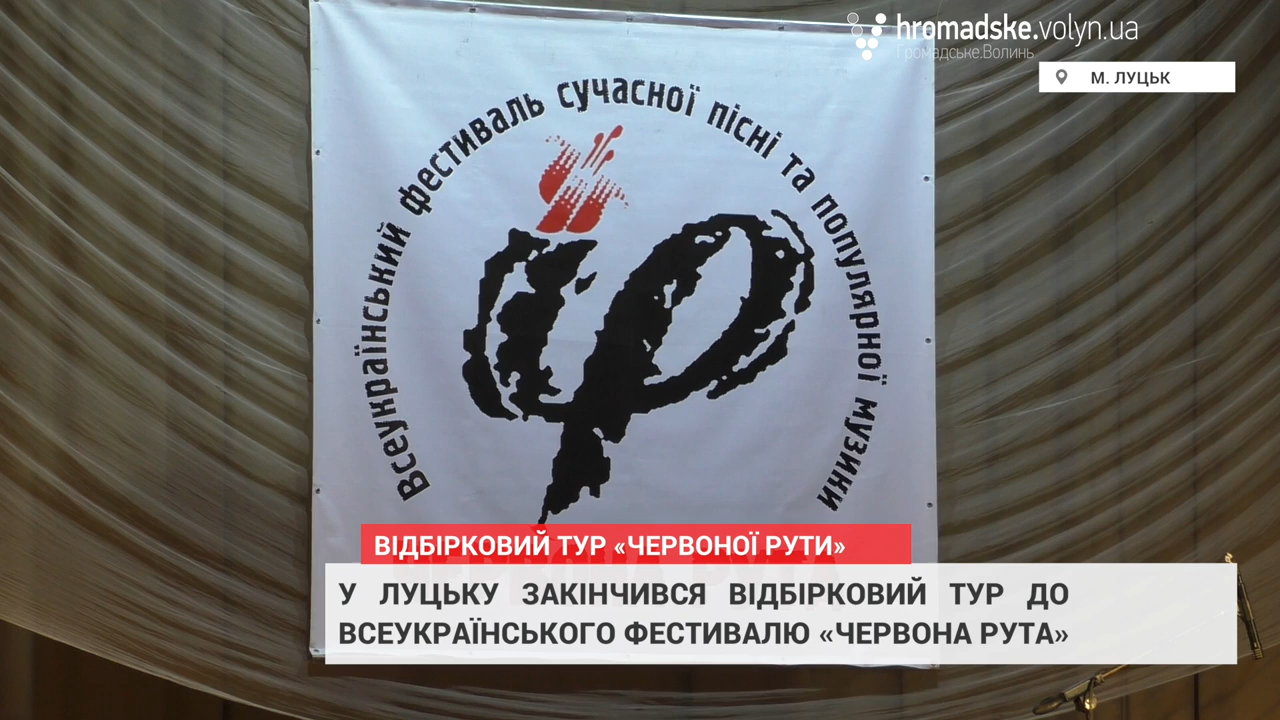 hromadske.volyn.ua
Громадське.Волинь
М. ЛУЦЬК
Всеукраїнський фестиваль сучасної пісні та популярної музики
ВІДБІРКОВИЙ ТУР «ЧЕРВОНОЇ РУТИ»
У ЛУЦЬКУ ЗАКІНЧИВСЯ ВІДБІРКОВИЙ ТУР ДО
ВСЕУКРАЇНСЬКОГО ФЕСТИВАЛЮ «ЧЕРВОНА РУТА»